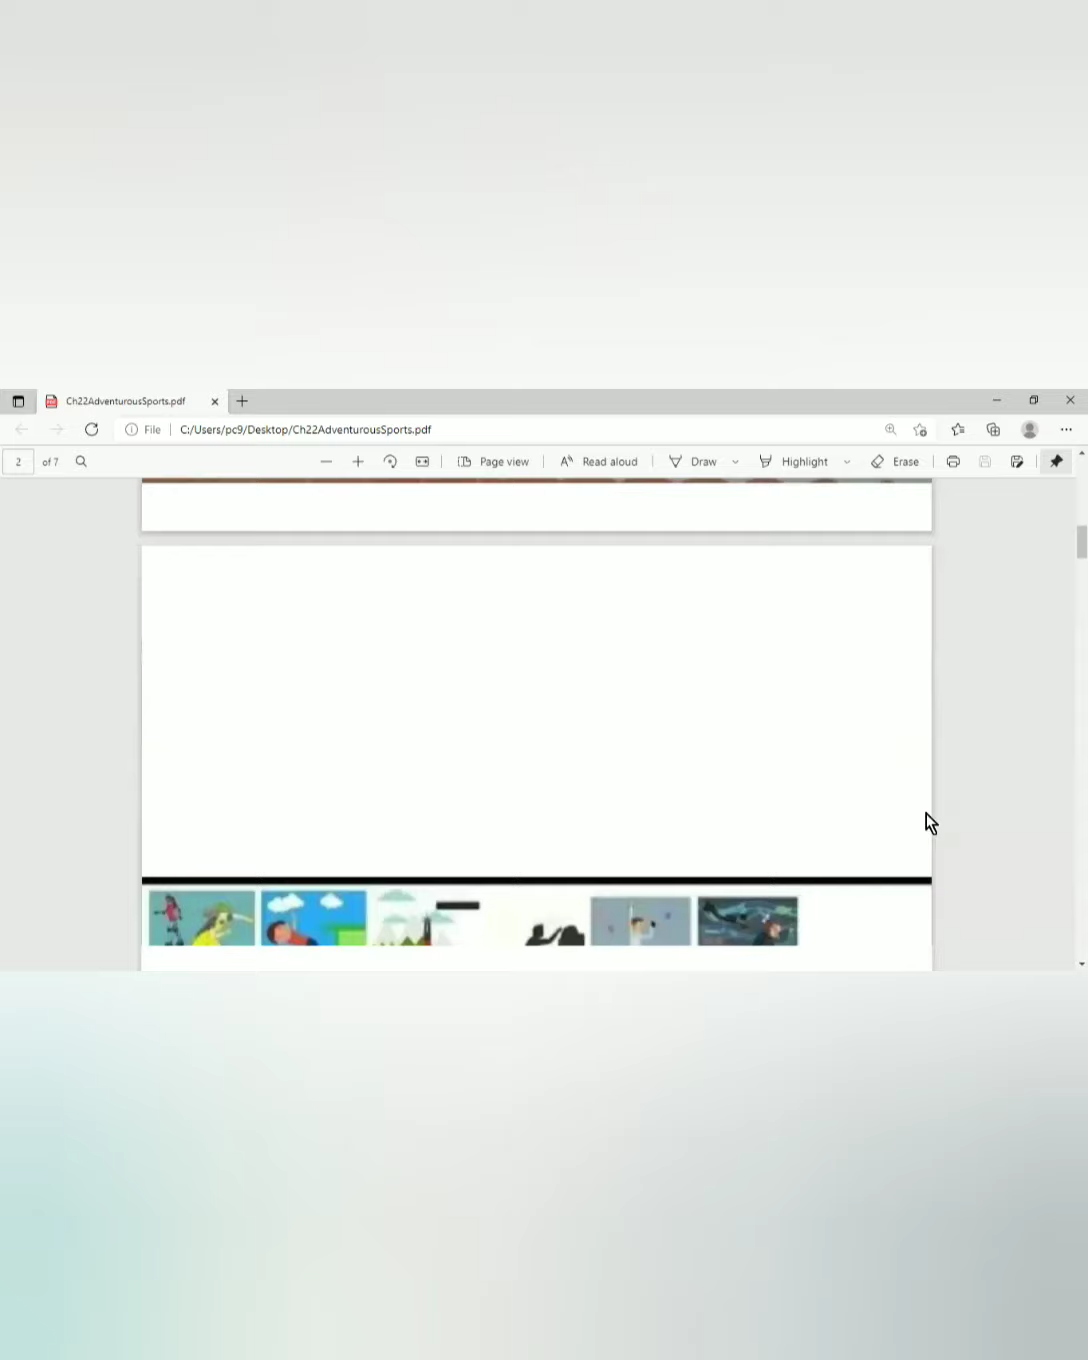 Ch22AdventurousSports.pdf
File C:/Users/pc9/Desktop/Ch22AdventurousSports.pdf
2 of 7 Page view A Read aloud Draw Highlight Erase